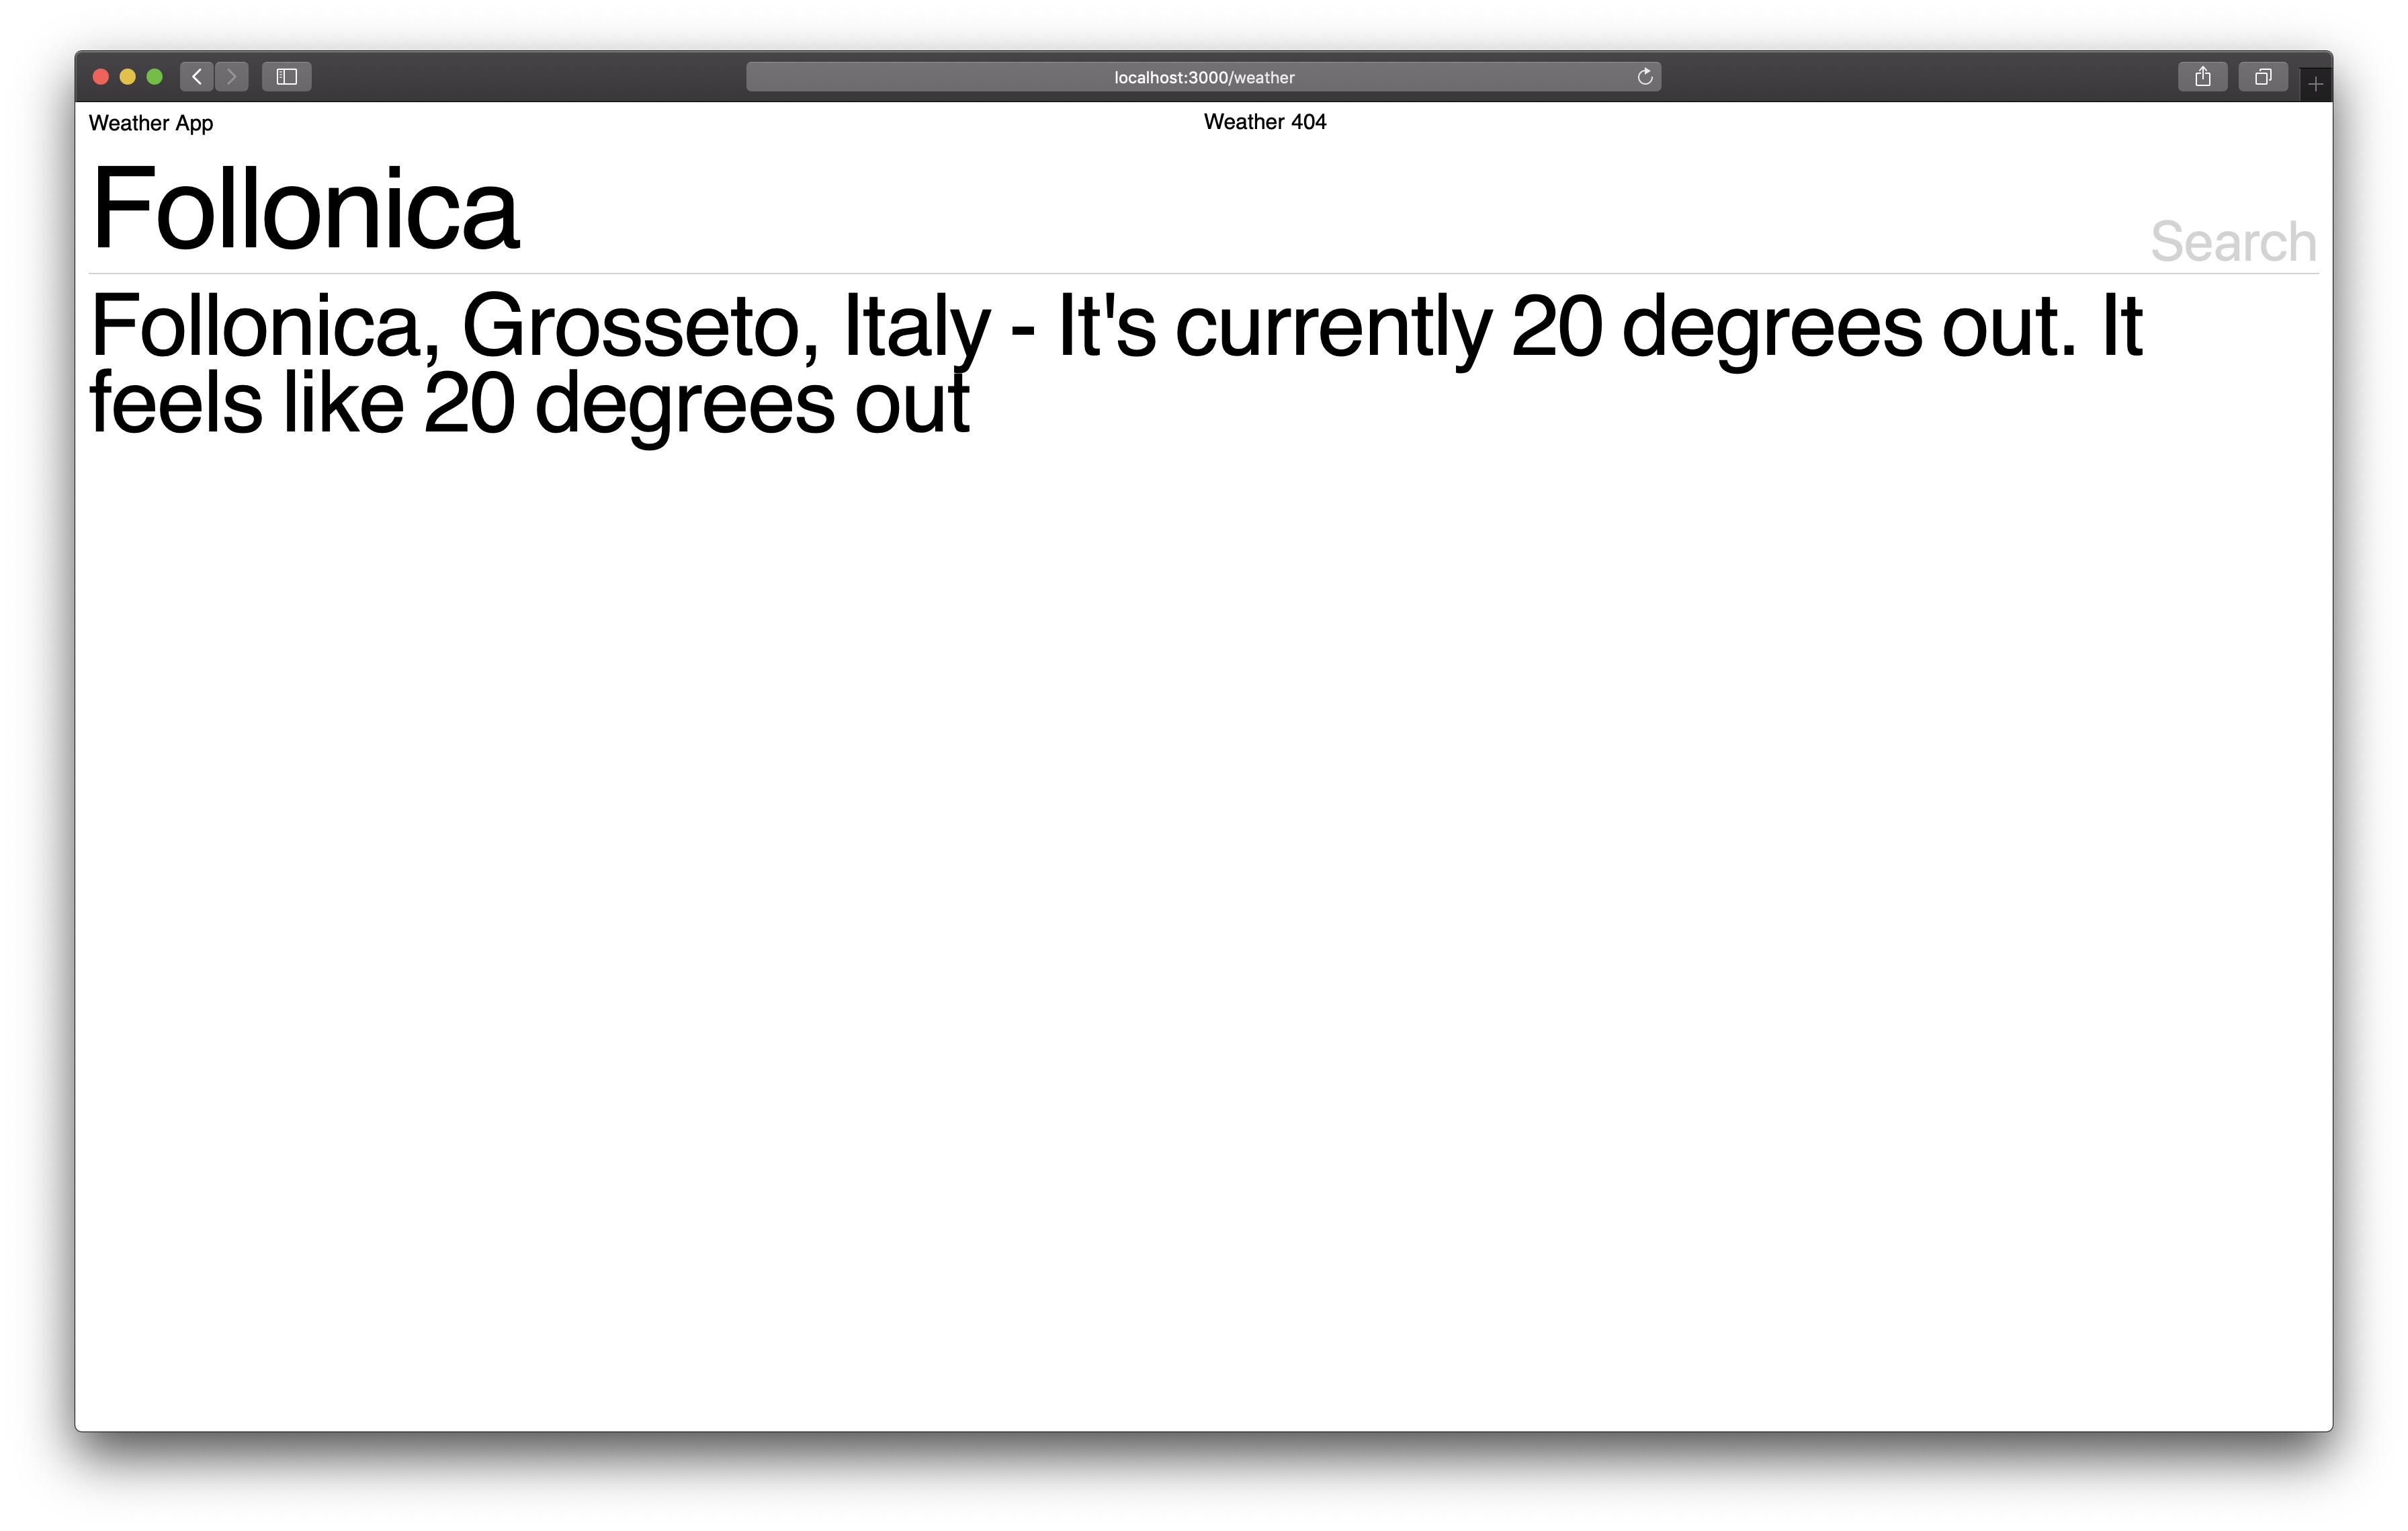 localhost:3000/weather
Weather App
Weather 404
Follonica
Search
Follonica, Grosseto, Italy - It's currently 20 degrees out. It
feels like 20 degrees out